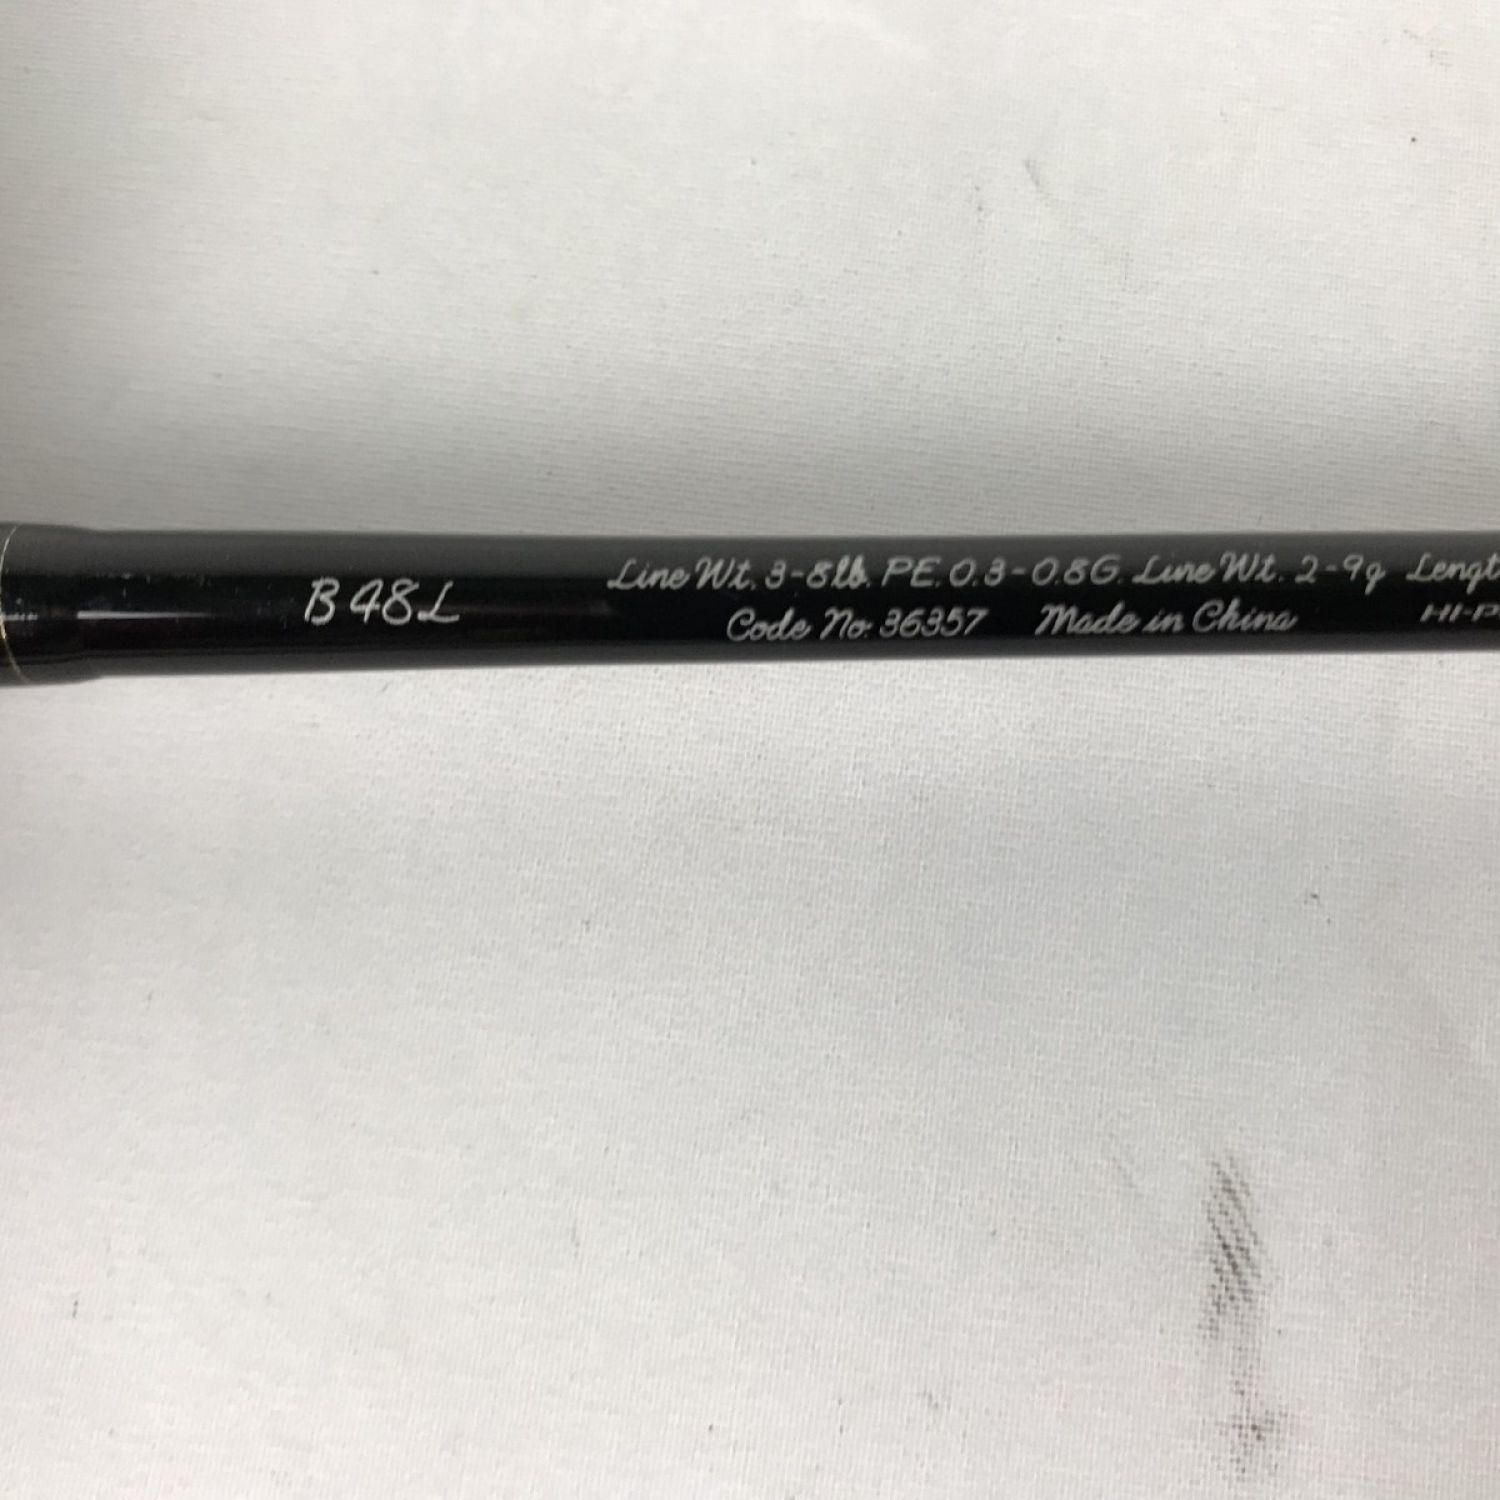 B48L
Line Wt. 3-8lb. PE. 0.3-0.8G. Line Wt. 2-9g
Code No. 36357 Made in China